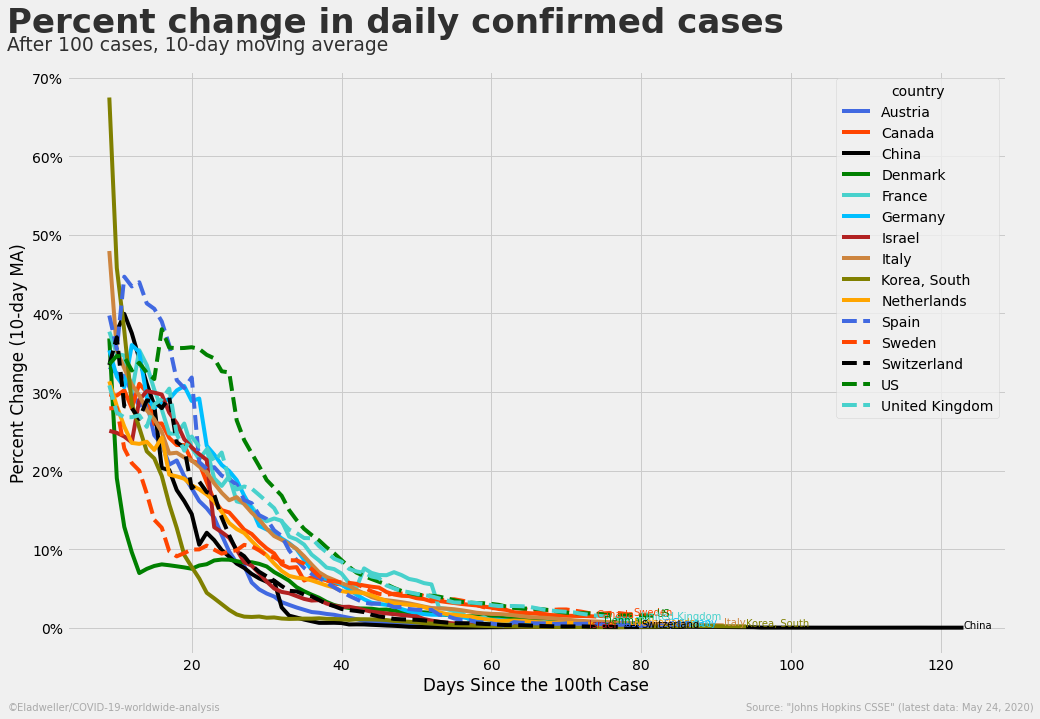 Percent change in daily confirmed cases
After 100 cases, 10-day moving average
Percent Change (10-day MA)
70%
60%
50%
40%
30%
20%
10%
0%
country
Austria
Canada
China
Denmark
France
Germany
Israel
Italy
Korea, South
Netherlands
Spain
Sweden
Switzerland
US
United Kingdom
Sweden
US
Switzerland
Italy
Korea, South
China
20
40
60
80
100
120
Days Since the 100th Case
©Eladweller/COVID-19-worldwide-analysis
Source: "Johns Hopkins CSSE" (latest data: May 24, 2020)